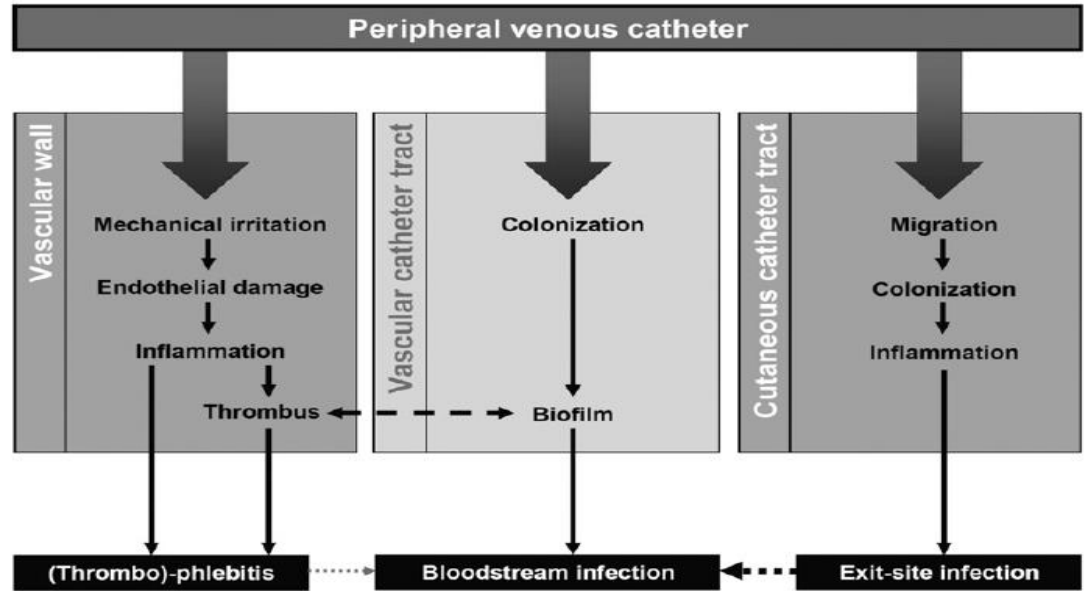 Peripheral venous catheter
Vascular wall
Mechanical irritation
Endothelial damage
Inflammation
Thrombus
Vascular catheter tract
Colonization
Biofilm
Cutaneous catheter tract
Migration
Colonization
Inflammation
(Thrombo)-phlebitis
Bloodstream infection
Exit-site infection